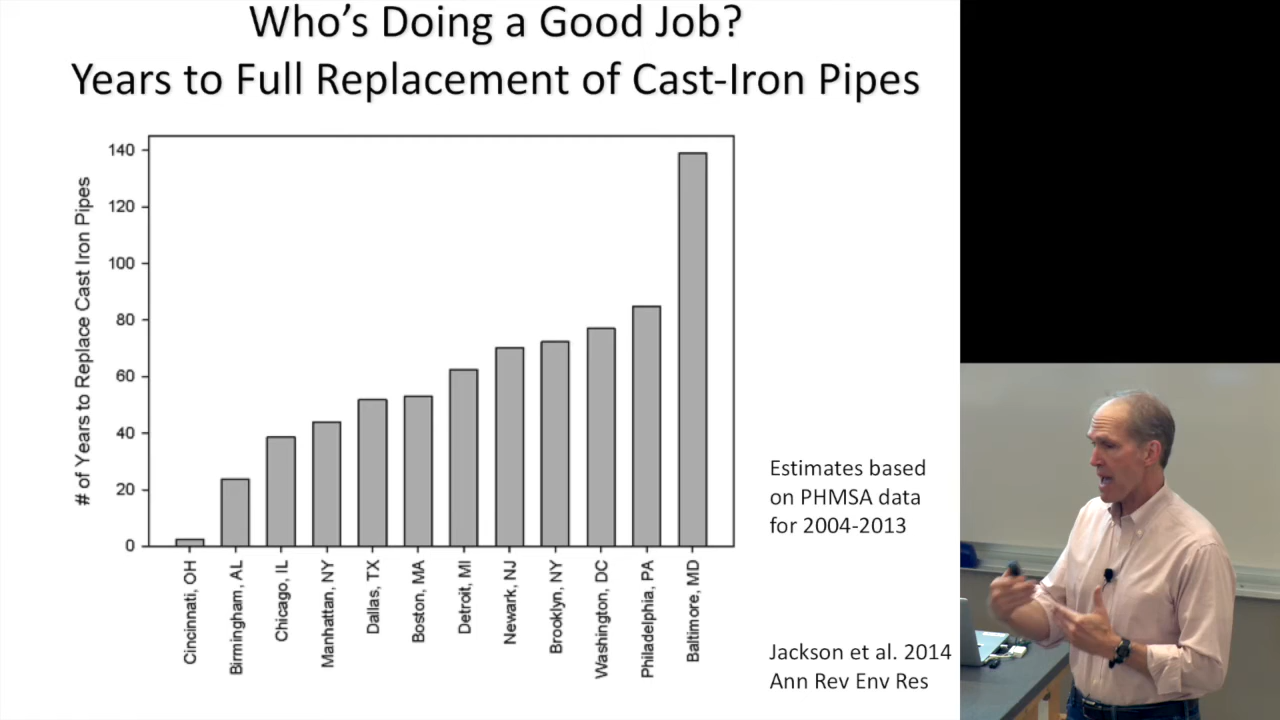 Who's Doing a Good Job?
Years to Full Replacement of Cast-Iron Pipes
# of Years to Replace Cast Iron Pipes
140
120
100
80
60
40
20
0
Cincinnati, OH
Birmingham, AL
Chicago, IL
Manhattan, NY
Dallas, TX
Boston, MA
Detroit, MI
Newark, NJ
Brooklyn, NY
Washington, DC
Philadelphia, PA
Baltimore, MD
Estimates based
on PHMSA data
for 2004-2013
Jackson et al. 2014
Ann Rev Env Res